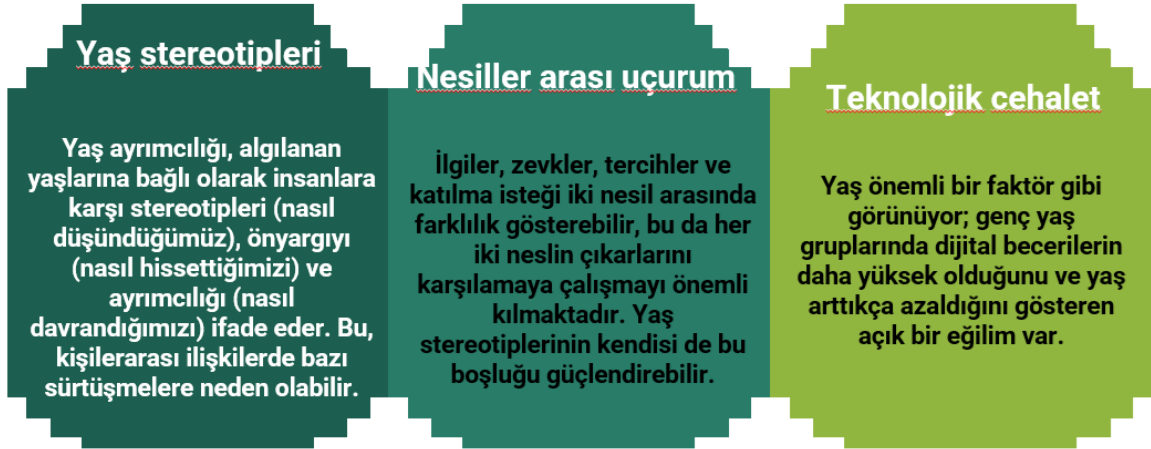 Yaş stereotipleri
Yaş ayrımcılığı, algılanan
yaşlarına bağlı olarak insanlara
karşı stereotipleri (nasıl
düşündüğümüz), önyargıyı
(nasıl hissettiğimizi) ve
ayrımcılığı (nasıl
davrandığımızı) ifade eder. Bu,
kişilerarası ilişkilerde bazı
sürtüşmelere neden olabilir.
Nesiller arası uçurum
İlgiler, zevkler, tercihler ve
katılma isteği iki nesil arasında
farklılık gösterebilir, bu da her
iki neslin çıkarlarını
karşılamaya çalışmayı önemli
kılmaktadır. Yaş
stereotiplerinin kendisi de bu
boşluğu güçlendirebilir.
Teknolojik cehalet
Yaş önemli bir faktör gibi
görünüyor; genç yaş
gruplarında dijital becerilerin
daha yüksek olduğunu ve yaş
arttıkça azaldığını gösteren
açık bir eğilim var.